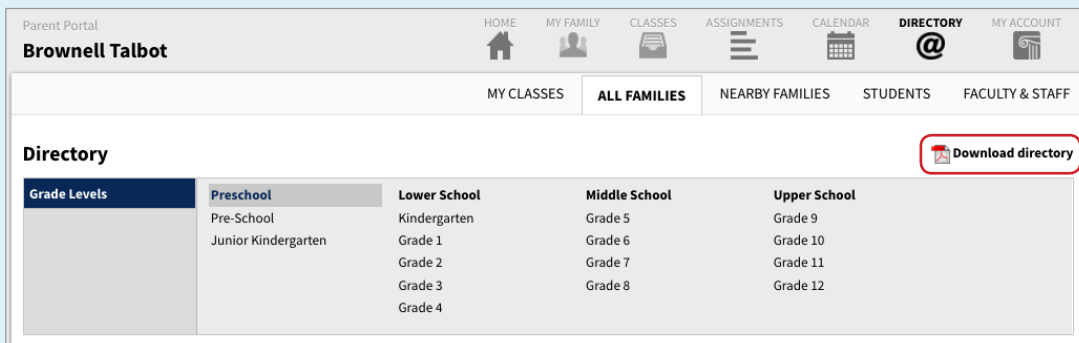 Parent Portal
Brownell Talbot
HOME MY FAMILY CLASSES ASSIGNMENTS CALENDAR DIRECTORY MY ACCOUNT
MY CLASSES ALL FAMILIES NEARBY FAMILIES STUDENTS FACULTY & STAFF
Directory
Download directory
Grade Levels
Preschool
Pre-School
Junior Kindergarten
Lower School
Kindergarten
Grade 1
Grade 2
Grade 3
Grade 4
Middle School
Grade 5
Grade 6
Grade 7
Grade 8
Upper School
Grade 9
Grade 10
Grade 11
Grade 12